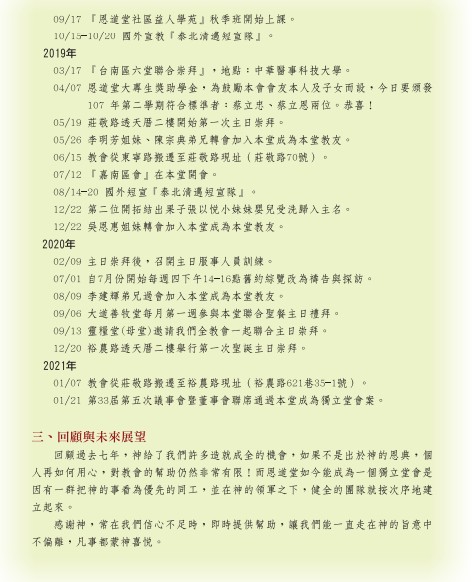 09/17 『恩道堂社區益人學苑』秋季班開始上課。
10/15-10/20 國外宣教『泰北清邁短宣隊』。
2019年
03/17 『台南區六堂聯合崇拜』，地點：中華醫事科技大學。
04/07 恩道堂大專生獎助學金，為鼓勵本會會友本人及子女而設，今日要頒發
107 年第二學期符合標準者：蔡立忠、蔡立恩兩位。恭喜！
05/19 莊敬路透天厝二樓開始第一次主日崇拜。
05/26 李明芳姐妹、陳宗典弟兄轉會加入本堂成為本堂教友。
06/15 教會從東寧路搬遷至莊敬路現址（莊敬路70號）。
07/12 『嘉南區會』在本堂開會。
08/14-20 國外短宣『泰北清邁短宣隊』。
12/22 第二位開拓結出果子張以悅小妹妹嬰兒受洗歸入主名。
12/22 吳恩惠姐妹轉會加入本堂成為本堂教友。
2020年
02/09 主日崇拜後，召開主日服事人員訓練。
07/01 自7月份開始每週四下午14-16點舊約綜覽改為禱告與探訪。
08/09 李建輝弟兄過會加入本堂成為本堂教友。
09/06 大道善牧堂每月第一週參與本堂聯合聖餐主日禮拜。
09/13 靈糧堂(母堂)邀請我們全教會一起聯合主日崇拜。
12/20 裕農路透天厝二樓舉行第一次聖誕主日崇拜。
2021年
01/07 教會從莊敬路搬遷至裕農路現址（裕農路621巷35-1號）。
01/21 第33屆第五次議事會暨董事會聯席通過本堂成為獨立堂會案。
三、回顧與未來展望
回顧過去七年，神給了我們許多造就成全的機會，如果不是出於神的恩典，個
人再如何用心，對教會的幫助仍然非常有限！而恩道堂如今能成為一個獨立堂會是
因有一群把神的事看為優先的同工，並在神的領軍之下，健全的團隊就按次序地建
立起來。
感謝神，常在我們信心不足時，即時提供幫助，讓我們能一直走在神的旨意中
不偏離，凡事都蒙神喜悅。